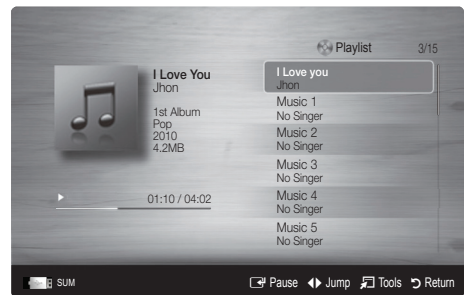 Playlist 3/15
I Love You
Jhon
1st Album
Pop
2010
4.2MB
01:10 / 04:02
I Love you
Jhon
Music 1
No Singer
Music 2
No Singer
Music 3
No Singer
Music 4
No Singer
Music 5
No Singer
SUM Pause Jump Tools Return